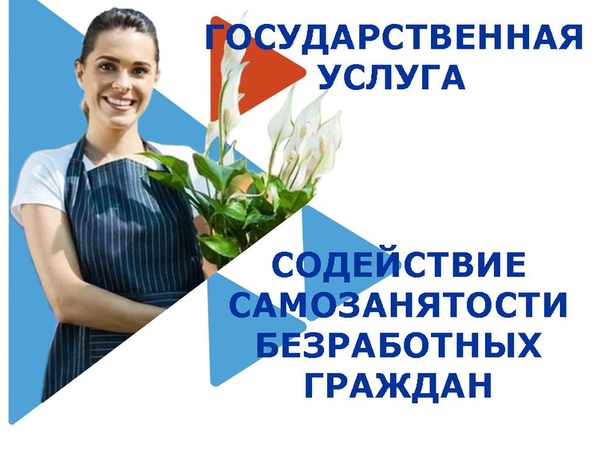 ГОСУДАРСТВЕННАЯ
УСЛУГА
СОДЕЙСТВИЕ
САМОЗАНЯТОСТИ
БЕЗРАБОТНЫХ
ГРАЖДАН